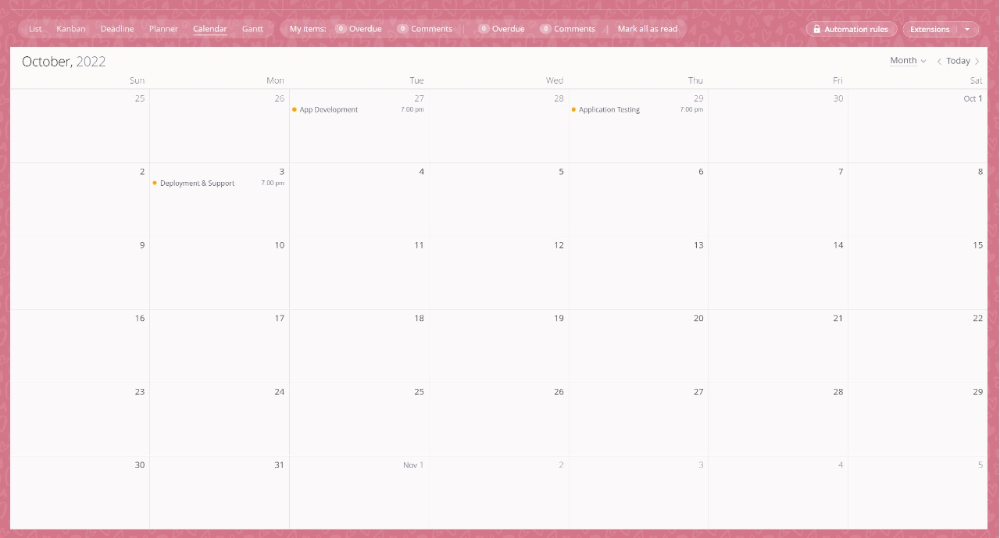 List Kanban Deadline Planner Calendar Gantt My items: 0 Overdue 0 Comments | 0 Overdue 0 Comments | Mark all as read Automation rules Extensions
October, 2022 Month Today
Sun Mon Tue Wed Thu Fri Sat
25 26 27 28 29 30 Oct 1
App Development 7:00 pm Application Testing 7:00 pm
2 3 4 5 6 7 8
Deployment & Support 7:00 pm
9 10 11 12 13 14 15
16 17 18 19 20 21 22
23 24 25 26 27 28 29
30 31 Nov 1 2 3 4 5